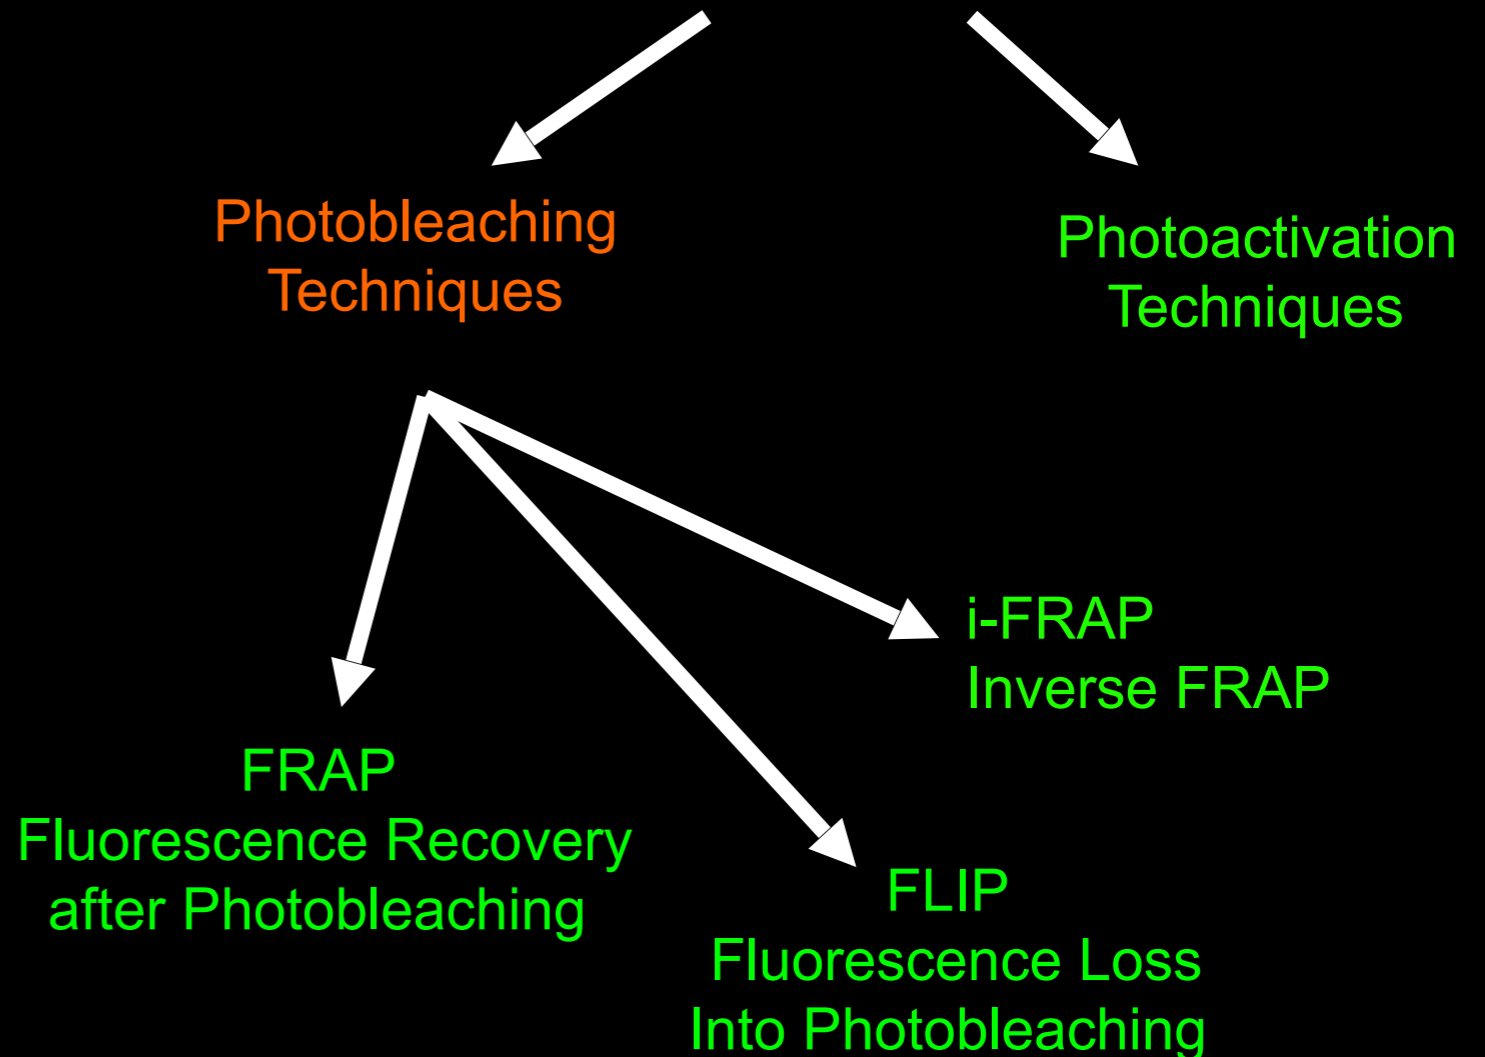 Photobleaching
Techniques
Photoactivation
Techniques
i-FRAP
Inverse FRAP
FRAP
Fluorescence Recovery
after Photobleaching
FLIP
Fluorescence Loss
Into Photobleaching